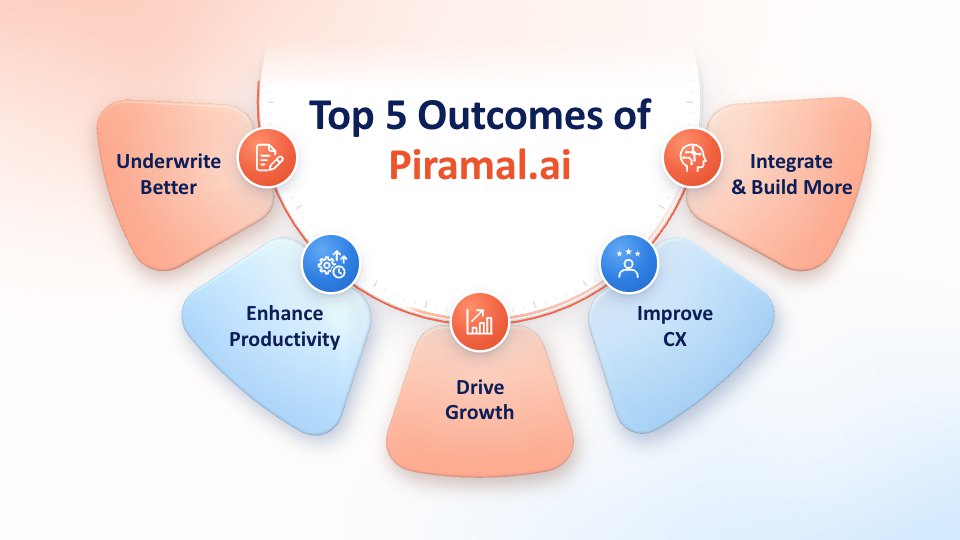 Top 5 Outcomes of
Piramal.ai
Underwrite
Better
Enhance
Productivity
Drive
Growth
Improve
CX
Integrate
& Build More